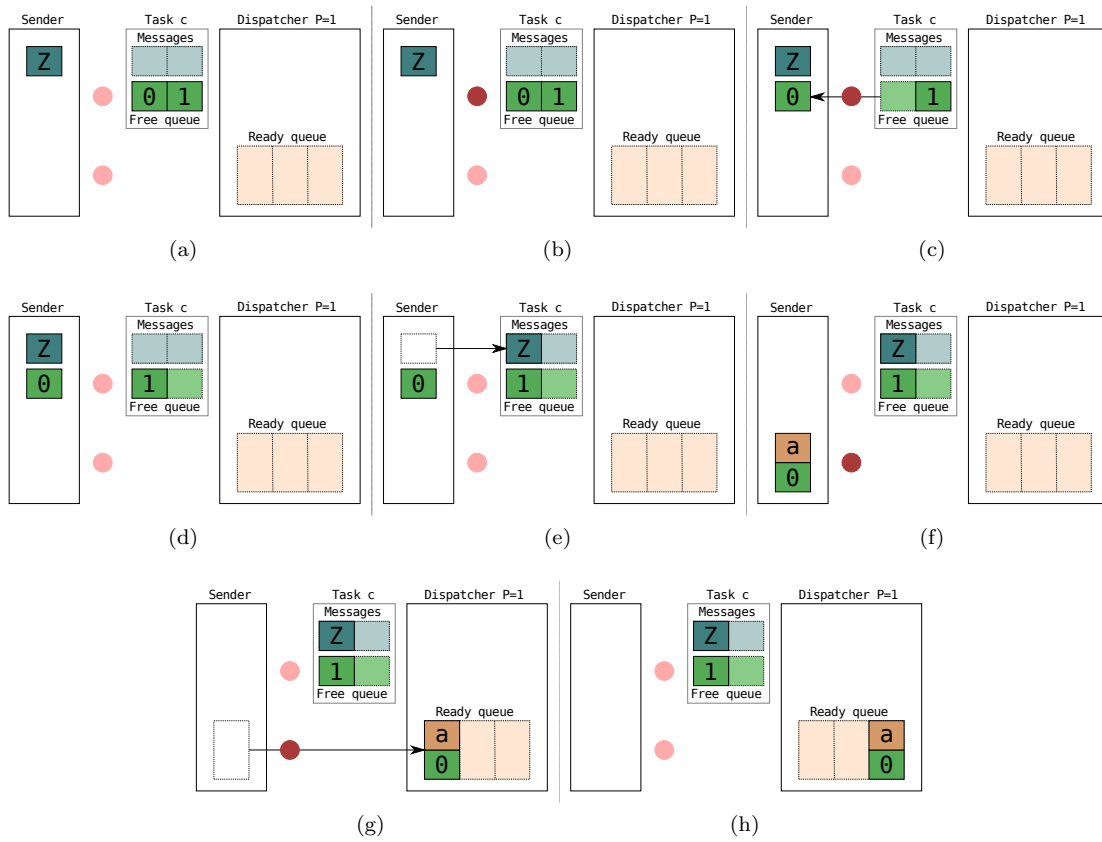 Sender Task c Dispatcher P=1 Sender Task c Dispatcher P=1 Sender Task c Dispatcher P=1
Messages Messages Messages
Z Z Z
0 1 0 1 0 1
Free queue Free queue Free queue
Ready queue Ready queue Ready queue
(a) (b) (c)
Sender Task c Dispatcher P=1 Sender Task c Dispatcher P=1 Sender Task c Dispatcher P=1
Messages Messages Messages
Z Z Z
0 1 0 1 1
Free queue Free queue Free queue
Ready queue Ready queue Ready queue
a
0
(d) (e) (f)
Sender Task c Dispatcher P=1 Sender Task c Dispatcher P=1
Messages Messages
Z Z
1 1
Free queue Free queue
Ready queue Ready queue
a a
0 0
(g) (h)